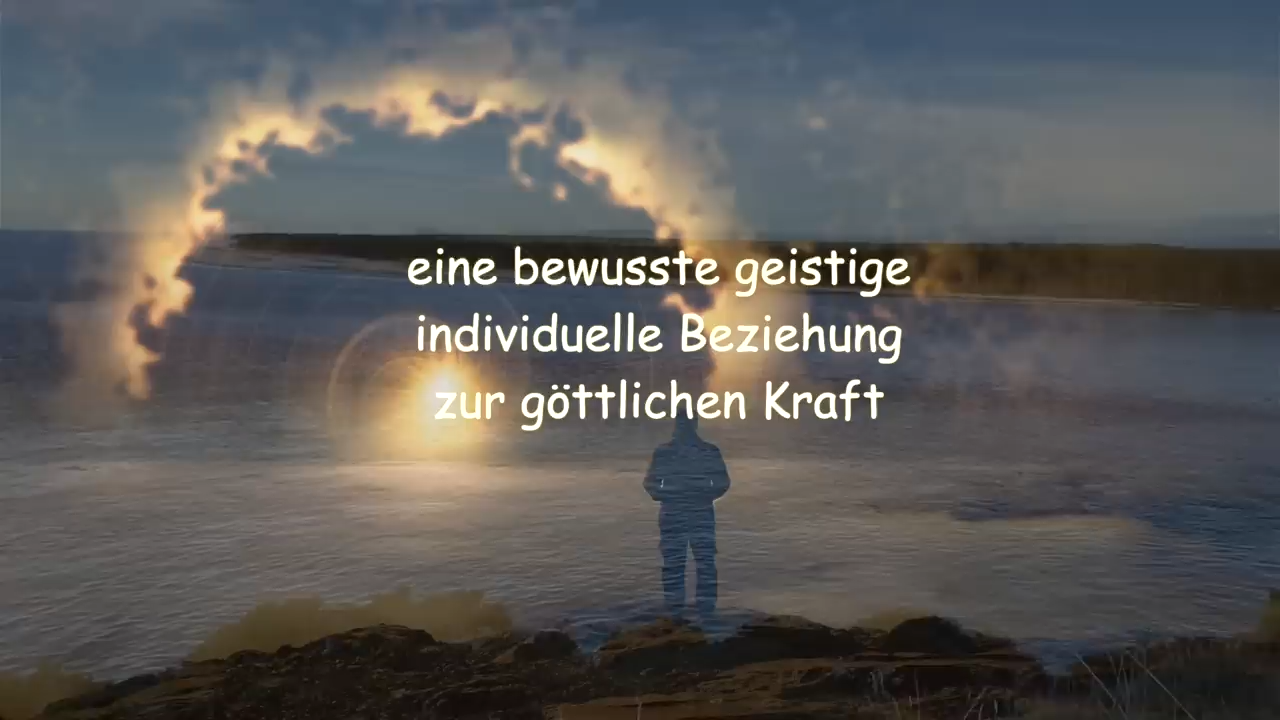 eine bewusste geistige
individuelle Beziehung
zur göttlichen Kraft